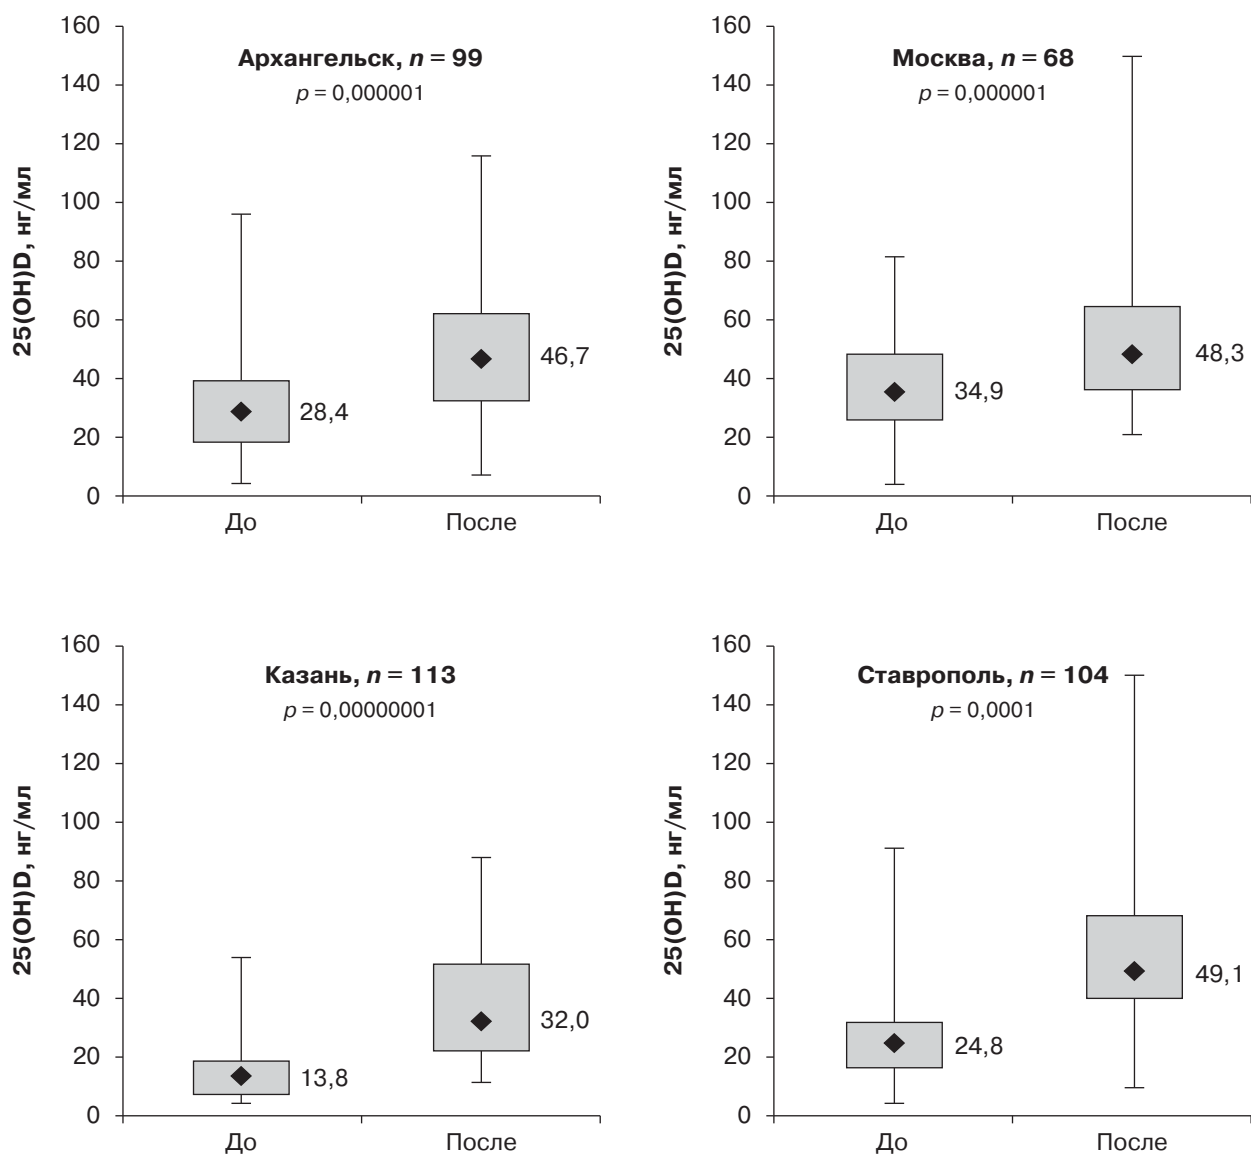 Архангельск, n = 99
p = 0,000001
25(OH)D, нг/мл
160
140
120
100
80
60
40
20
0
28,4
46,7
До
После
Москва, n = 68
p = 0,000001
25(OH)D, нг/мл
160
140
120
100
80
60
40
20
0
34,9
48,3
До
После
Казань, n = 113
p = 0,00000001
25(OH)D, нг/мл
160
140
120
100
80
60
40
20
0
13,8
32,0
До
После
Ставрополь, n = 104
p = 0,0001
25(OH)D, нг/мл
160
140
120
100
80
60
40
20
0
24,8
49,1
До
После